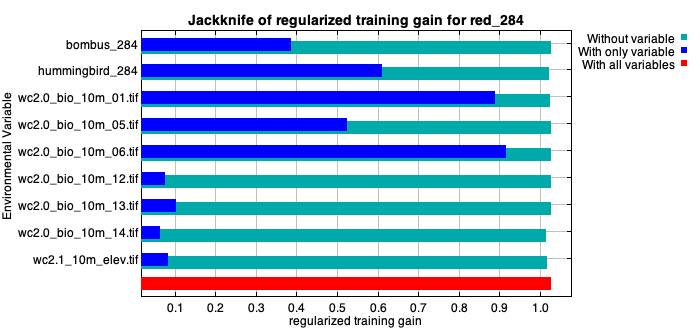 Jackknife of regularized training gain for red_284
Without variable
With only variable
With all variables
Environmental Variable
bombus_284
hummingbird_284
wc2.0_bio_10m_01.tif
wc2.0_bio_10m_05.tif
wc2.0_bio_10m_06.tif
wc2.0_bio_10m_12.tif
wc2.0_bio_10m_13.tif
wc2.0_bio_10m_14.tif
wc2.1_10m_elev.tif
0.1 0.2 0.3 0.4 0.5 0.6 0.7 0.8 0.9 1.0
regularized training gain